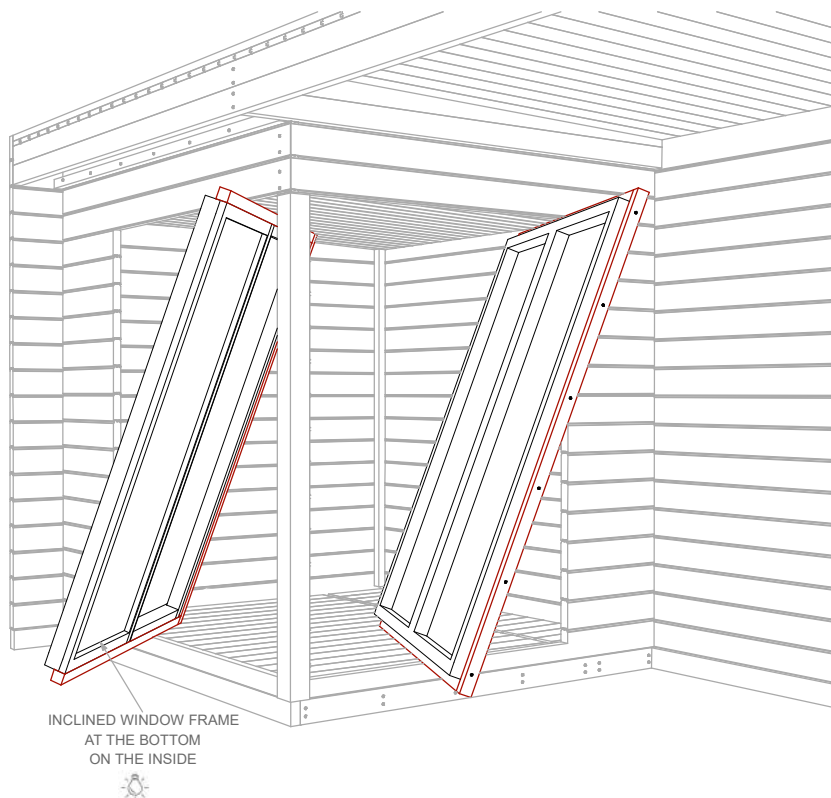 INCLINED WINDOW FRAME
AT THE BOTTOM
ON THE INSIDE